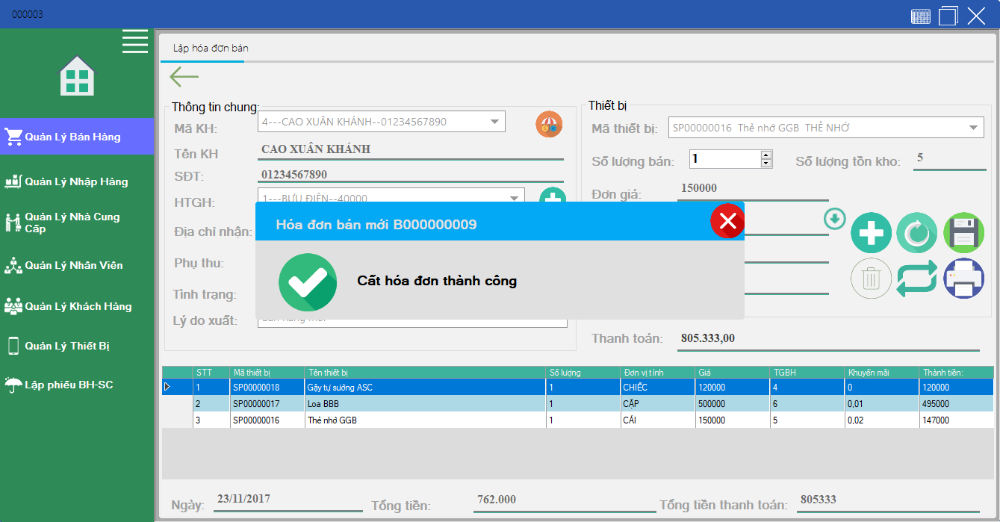 000003
Lập hóa đơn bán
Quản Lý Bán Hàng
Quản Lý Nhập Hàng
Quản Lý Nhà Cung
Cấp
Quản Lý Nhân Viên
Quản Lý Khách Hàng
Quản Lý Thiết Bị
Lập phiếu BH-SC
Thông tin chung:
Mã KH:
4---CAO XUÂN KHÁNH--01234567890
Tên KH
CAO XUÂN KHÁNH
SĐT:
01234567890
HTGH:
1---BƯU ĐIỆN--40000
Địa chỉ nhận:
Phụ thu:
Tình trạng:
Lý do xuất:
Thiết bị
Mã thiết bị:
SP00000016 Thẻ nhớ GGB THẺ NHỚ
Số lượng bán:
1
Số lượng tồn kho:
5
Đơn giá:
150000
Hóa đơn bán mới B000000009
Cất hóa đơn thành công
Thanh toán:
805.333,00
STT Mã thiết bị Tên thiết bị Số lượng Đơn vị tính Giá TGBH Khuyến mãi Thành tiền:
1 SP00000018 Gậy tự sướng ASC 1 CHIẾC 120000 4 0 120000
2 SP00000017 Loa BBB 1 CẶP 500000 6 0,01 495000
3 SP00000016 Thẻ nhớ GGB 1 CÁI 150000 5 0,02 147000
Ngày:
23/11/2017
Tổng tiền:
762.000
Tổng tiền thanh toán:
805333